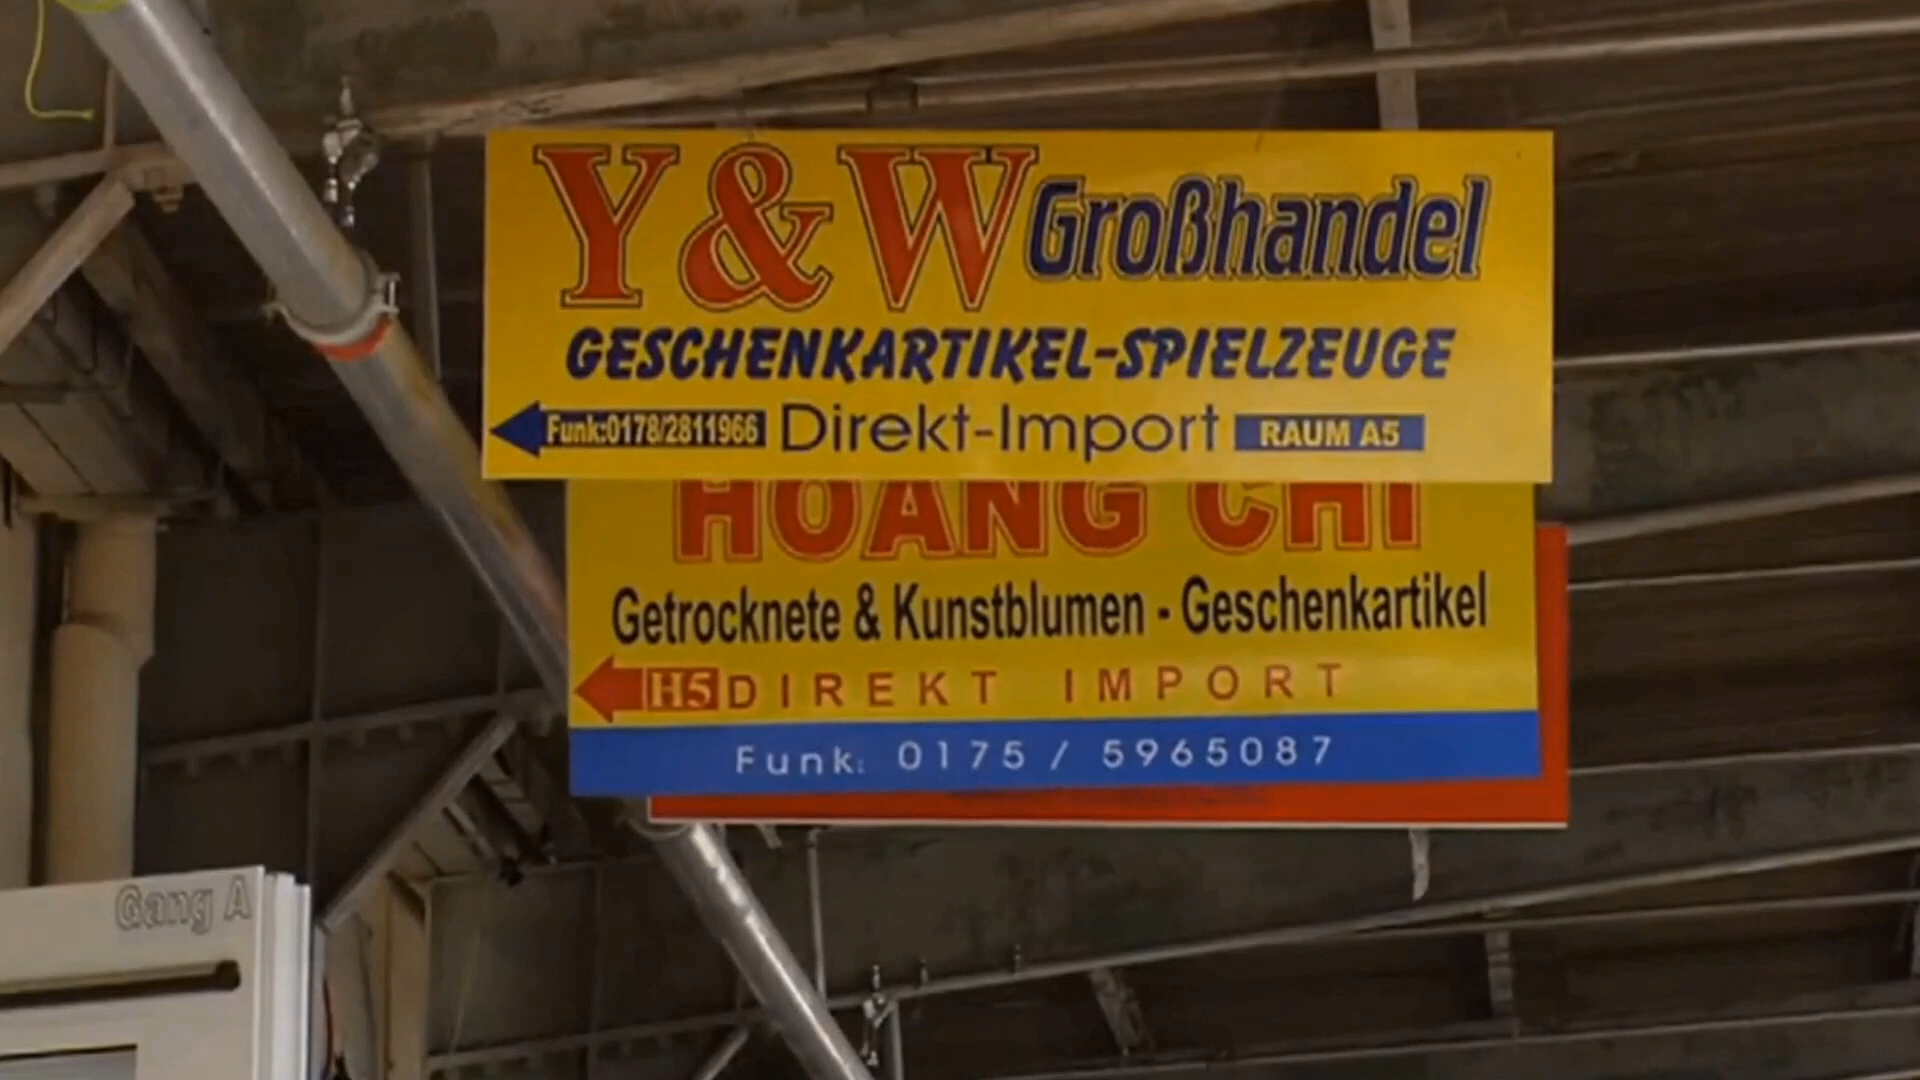 Y&W Großhandel
GESCHENKARTIKEL-SPIELZEUGE
Funk:0178/2811966 Direkt-Import RAUM A5
HOANG CHI
Getrocknete & Kunstblumen - Geschenkartikel
H5 DIREKT IMPORT
Funk: 0175 / 5965087
Gang A